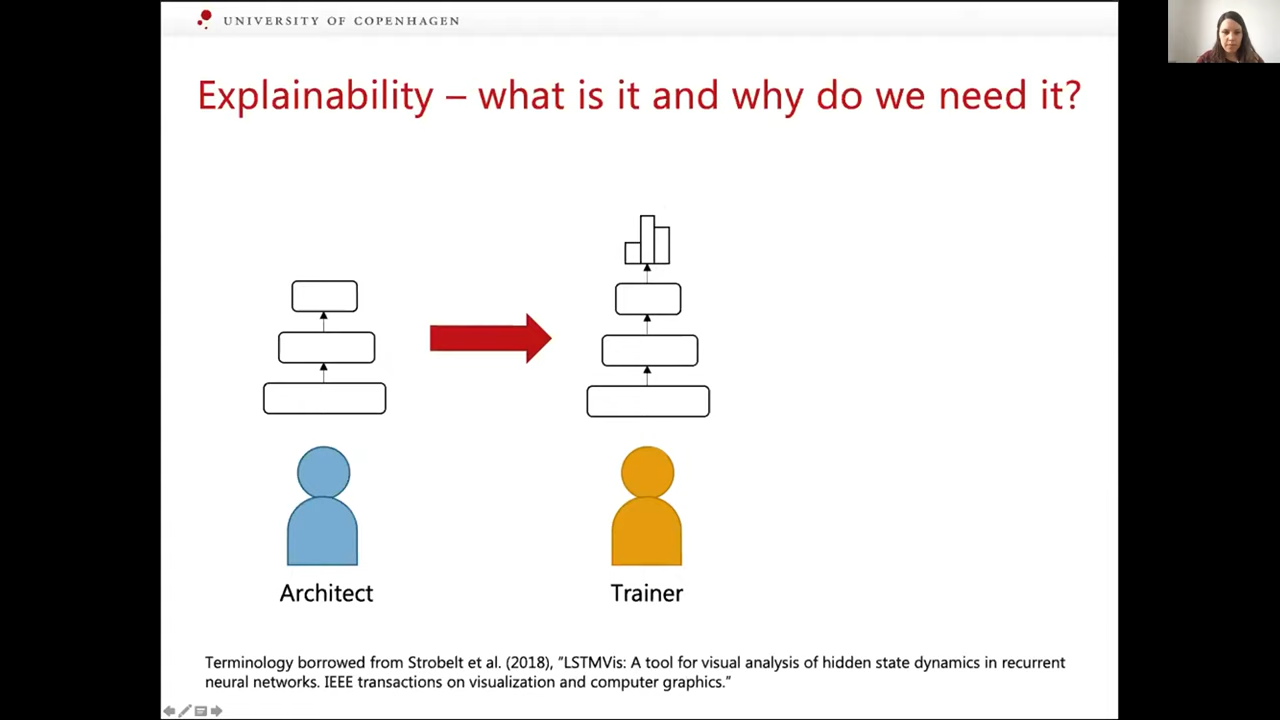 UNIVERSITY OF COPENHAGEN
Explainability – what is it and why do we need it?
Architect
Trainer
Terminology borrowed from Strobelt et al. (2018), “LSTMVis: A tool for visual analysis of hidden state dynamics in recurrent
neural networks. IEEE transactions on visualization and computer graphics.”